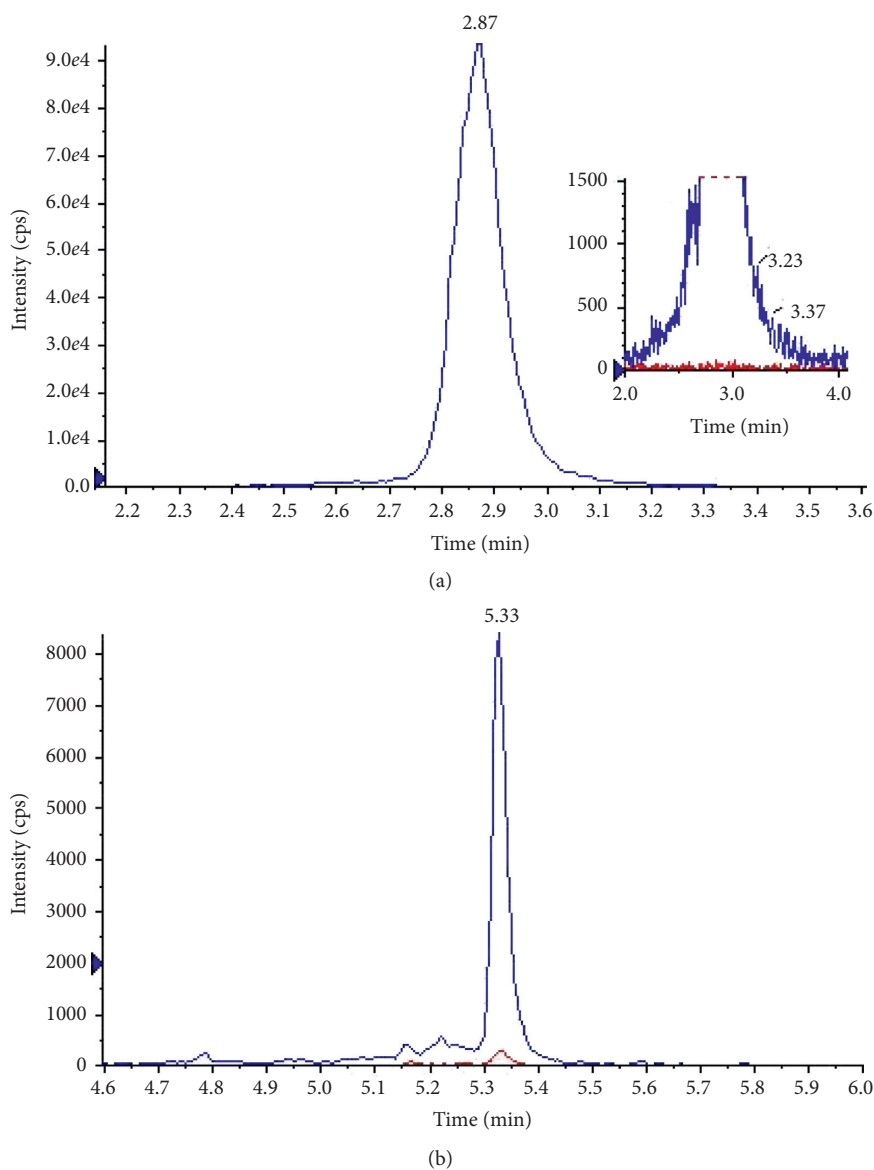 2.87
9.0e4
8.0e4
7.0e4
6.0e4
5.0e4
4.0e4
3.0e4
2.0e4
1.0e4
0.0
Intensity (cps)
2.2 2.3 2.4 2.5 2.6 2.7 2.8 2.9 3.0 3.1 3.2 3.3 3.4 3.5 3.6
Time (min)
1500
1000
500
0
3.23
3.37
2.0 3.0 4.0
Time (min)
(a)
5.33
8000
7000
6000
5000
4000
3000
2000
1000
0
Intensity (cps)
4.6 4.7 4.8 4.9 5.0 5.1 5.2 5.3 5.4 5.5 5.6 5.7 5.8 5.9 6.0
Time (min)
(b)